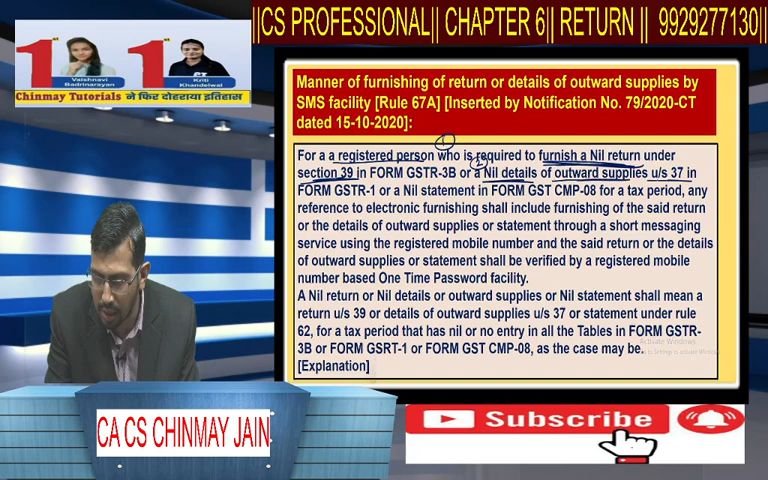 ||CS PROFESSIONAL|| CHAPTER 6|| RETURN || 9929277130||
1st 1st
Vaishnavi Badrinarayan
Kriti Khandelwal
Chinmay Tutorials ने फिर दोहराया इतिहास
Manner of furnishing of return or details of outward supplies by
SMS facility [Rule 67A] [Inserted by Notification No. 79/2020-CT
dated 15-10-2020]:
1
2
For a a registered person who is required to furnish a Nil return under
section 39 in FORM GSTR-3B or a Nil details of outward supplies u/s 37 in
FORM GSTR-1 or a Nil statement in FORM GST CMP-08 for a tax period, any
reference to electronic furnishing shall include furnishing of the said return
or the details of outward supplies or statement through a short messaging
service using the registered mobile number and the said return or the details
of outward supplies or statement shall be verified by a registered mobile
number based One Time Password facility.
A Nil return or Nil details or outward supplies or Nil statement shall mean a
return u/s 39 or details of outward supplies u/s 37 or statement under rule
62, for a tax period that has nil or no entry in all the Tables in FORM GSTR-
3B or FORM GSRT-1 or FORM GST CMP-08, as the case may be.
[Explanation]
Activate Windows
Go to Settings to activate Windows.
CA CS CHINMAY JAIN
Subscribe